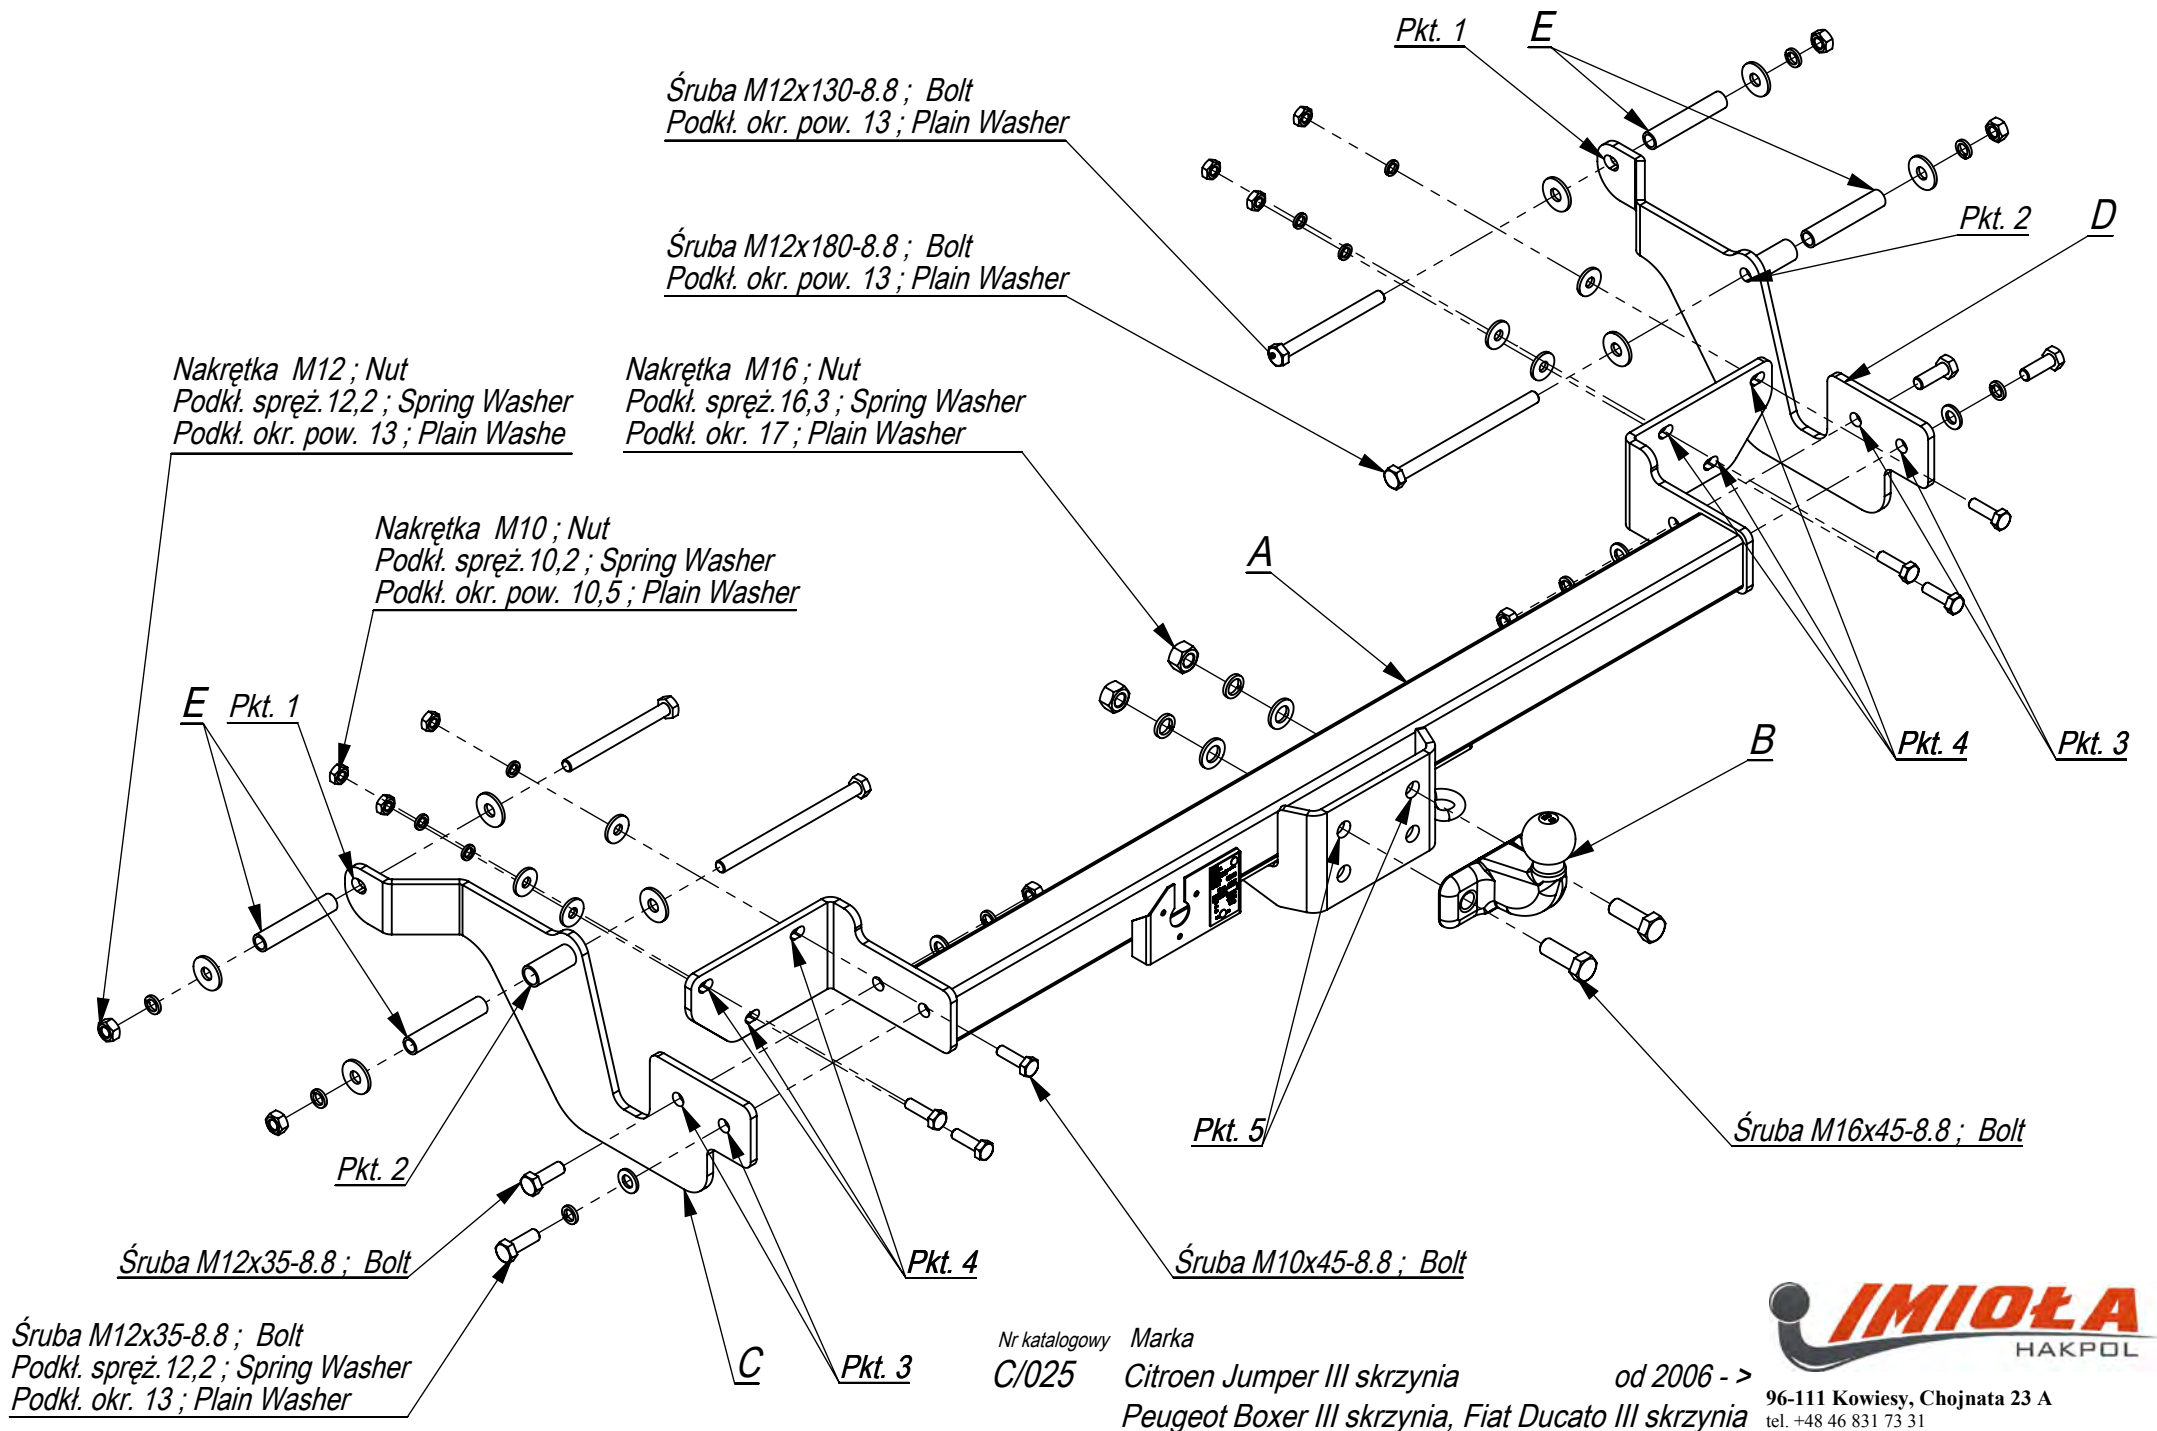 Pkt. 1
E
Śruba M12x130-8.8 ; Bolt
Podkł. okr. pow. 13 ; Plain Washer
Śruba M12x180-8.8 ; Bolt
Podkł. okr. pow. 13 ; Plain Washer
Pkt. 2
D
Nakrętka M12 ; Nut
Podkł. spręż.12,2 ; Spring Washer
Podkł. okr. pow. 13 ; Plain Washe
Nakrętka M16 ; Nut
Podkł. spręż.16,3 ; Spring Washer
Podkł. okr. 17 ; Plain Washer
Nakrętka M10 ; Nut
Podkł. spręż.10,2 ; Spring Washer
Podkł. okr. pow. 10,5 ; Plain Washer
A
E
Pkt. 1
B
Pkt. 4
Pkt. 3
Pkt. 2
Pkt. 5
Śruba M16x45-8.8 ; Bolt
Śruba M12x35-8.8 ; Bolt
Pkt. 4
Śruba M10x45-8.8 ; Bolt
Śruba M12x35-8.8 ; Bolt
Podkł. spręż.12,2 ; Spring Washer
Podkł. okr. 13 ; Plain Washer
C
Pkt. 3
Nr katalogowy Marka
C/025 Citroen Jumper III skrzynia od 2006 - >
Peugeot Boxer III skrzynia, Fiat Ducato III skrzynia
IMIOŁA
HAKPOL
96-111 Kowiesy, Chojnata 23 A
tel. +48 46 831 73 31